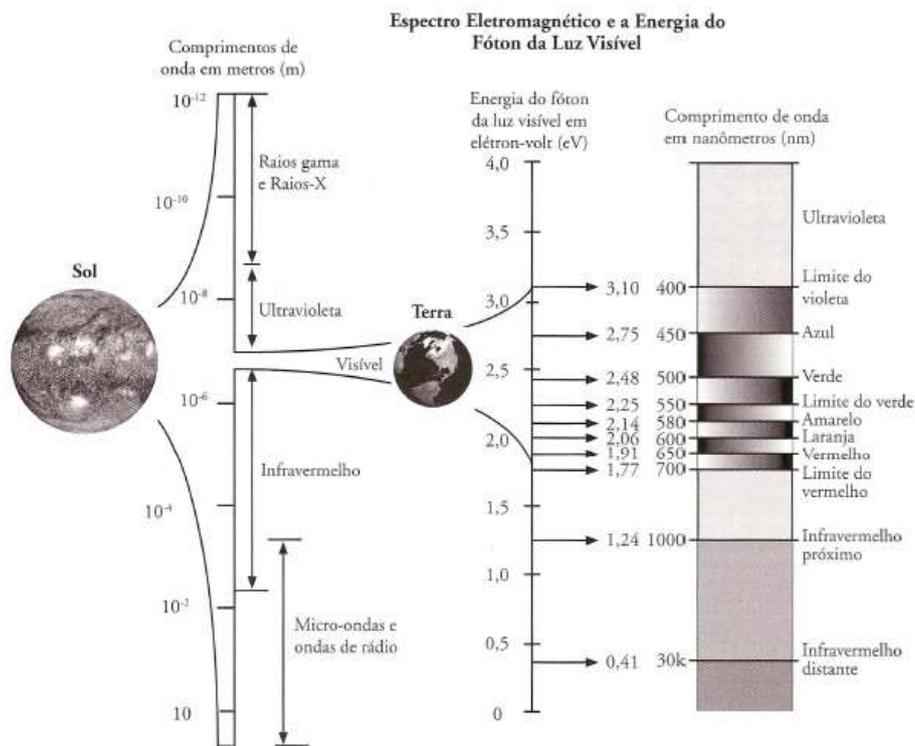 Espectro Eletromagnético e a Energia do
Fóton da Luz Visível
Comprimentos de
onda em metros (m)
10-12
10-10
10-8
10-6
10-4
10-2
10
Raios gama
e Raios-X
Ultravioleta
Visível
Infravermelho
Micro-ondas e
ondas de rádio
Sol
Terra
Energia do fóton
da luz visível em
elétron-volt (eV)
4,0
3,5
3,0
2,5
2,0
1,5
1,0
0,5
0
Comprimento de onda
em nanômetros (nm)
Ultravioleta
3,10 400 Limite do
violeta
2,75 450 Azul
2,48 500 Verde
2,25 550 Limite do verde
2,14 580 Amarelo
2,06 600 Laranja
1,91 650 Vermelho
1,77 700 Limite do
vermelho
1,24 1000 Infravermelho
próximo
0,41 30k Infravermelho
distante